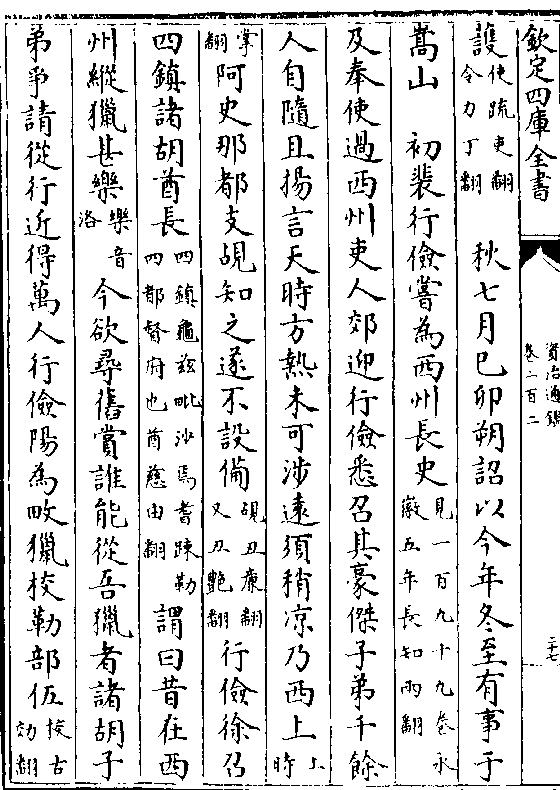 欽定四庫全書
資治通鑑
卷二百二
二十七
護使疏吏翻
令力丁翻 秋七月己卯朔詔以今年冬至有事于
嵩山 初裴行儉嘗為西州長史見一百九十九卷永
徽五年長知兩翻
及奉使過西州吏人郊迎行儉悉召其豪傑子弟千餘
人自隨且揚言天時方熱未可涉遠須稍凉乃西上上
時
掌
翻阿史那都支覘知之遂不設備覘丑廉翻
又丑艷翻行儉徐召
四鎮諸胡酋長四鎮龜兹毗沙焉耆踈勒
四都督府也酋慈由翻謂曰昔在西
州縱獵甚樂樂音
洛今欲尋舊賞誰能從吾獵者諸胡子
弟爭請從行近得萬人行儉陽為畋獵校勒部伍校古
効翻